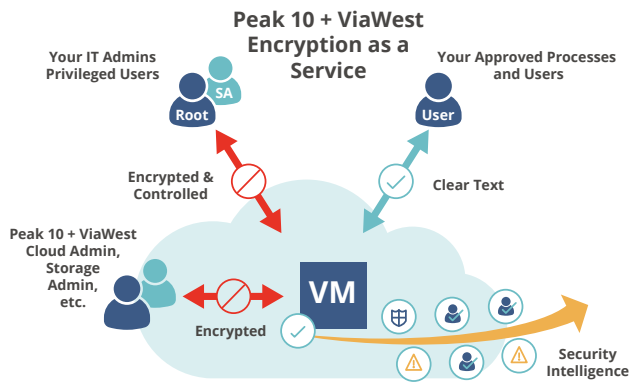 Peak 10 + ViaWest
Encryption as a
Service
Your IT Admins
Privileged Users
Your Approved Processes
and Users
SA
Root
User
Encrypted &
Controlled
Clear Text
Peak 10 + ViaWest
Cloud Admin,
Storage
Admin,
etc.
VM
Encrypted
Security
Intelligence